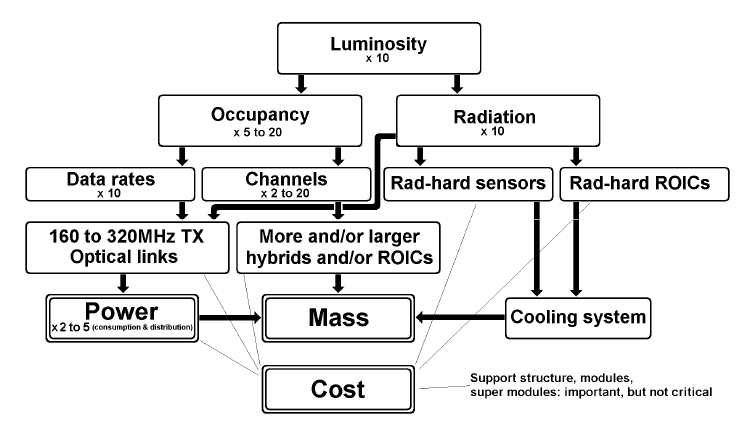 Luminosity
x 10
Occupancy
x 5 to 20
Radiation
x 10
Data rates
x 10
Channels
x 2 to 20
Rad-hard sensors
Rad-hard ROICs
160 to 320MHz TX
Optical links
More and/or larger
hybrids and/or ROICs
Power
x 2 to 5 (consumption & distribution)
Mass
Cooling system
Cost
Support structure, modules,
super modules: important, but not critical